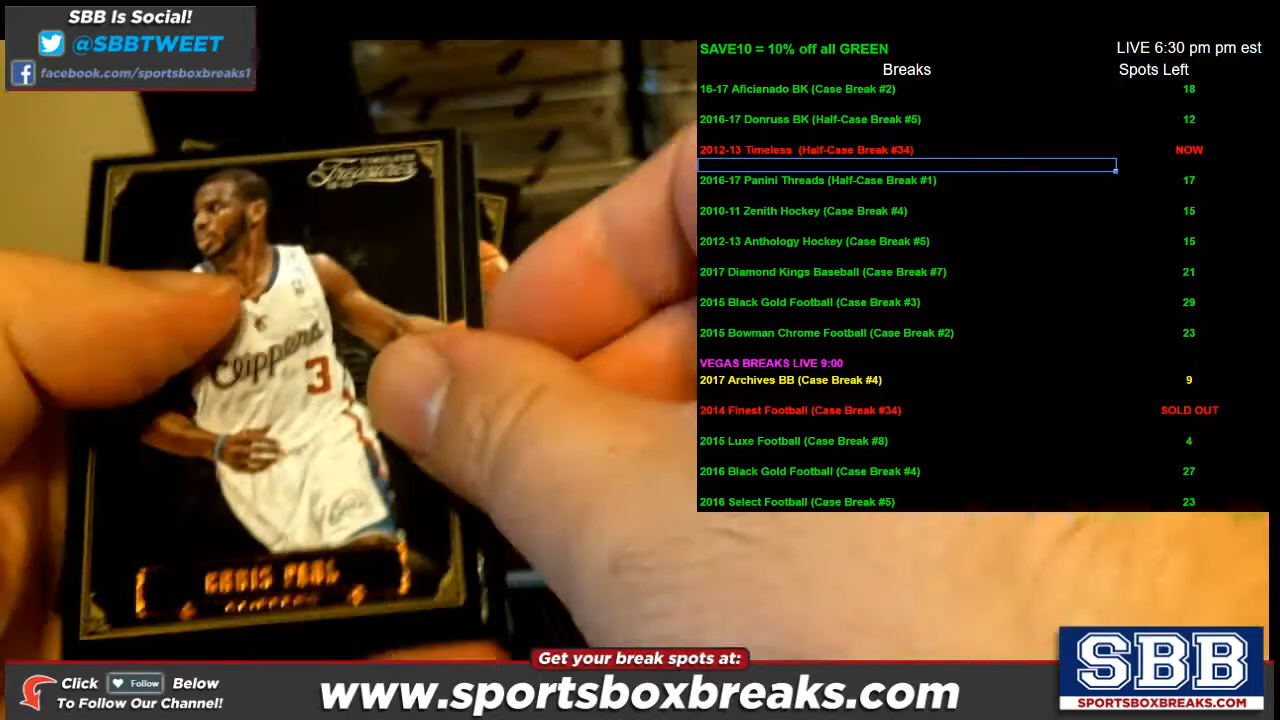 SBB Is Social!
@SBBTWEET
facebook.com/sportsboxbreaks1
SAVE10 = 10% off all GREEN
LIVE 6:30 pm pm est
Breaks Spots Left
16-17 Aficianado BK (Case Break #2) 18
2016-17 Donruss BK (Half-Case Break #5) 12
2012-13 Timeless (Half-Case Break #34) NOW
2016-17 Panini Threads (Half-Case Break #1) 17
2010-11 Zenith Hockey (Case Break #4) 15
2012-13 Anthology Hockey (Case Break #5) 15
2017 Diamond Kings Baseball (Case Break #7) 21
2015 Black Gold Football (Case Break #3) 29
2015 Bowman Chrome Football (Case Break #2) 23
VEGAS BREAKS LIVE 9:00
2017 Archives BB (Case Break #4) 9
2014 Finest Football (Case Break #34) SOLD OUT
2015 Luxe Football (Case Break #8) 4
2016 Black Gold Football (Case Break #4) 27
2016 Select Football (Case Break #5) 23
TIMELESS
Treasures
Clippers
3
CHRIS PAUL
Get your break spots at:
www.sportsboxbreaks.com
Click Follow Below
To Follow Our Channel!
SBB
SPORTSBOXBREAKS.COM